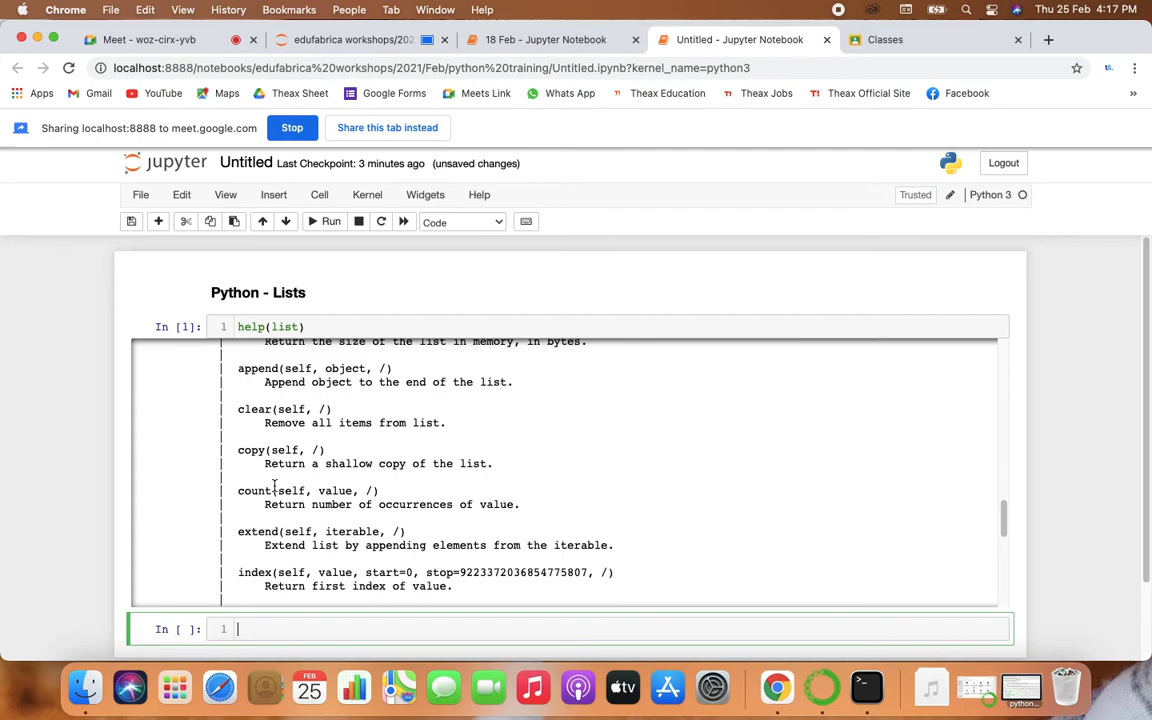 Chrome File Edit View History Bookmarks People Tab Window Help Thu 25 Feb 4:17 PM
Meet - woz-cirx-yvb edufabrica workshops/202 18 Feb - Jupyter Notebook Untitled - Jupyter Notebook Classes
localhost:8888/notebooks/edufabrica%20workshops/2021/Feb/python%20training/Untitled.ipynb?kernel_name=python3
Apps Gmail YouTube Maps Theax Sheet Google Forms Meets Link Whats App Theax Education Theax Jobs Theax Official Site Facebook »
Sharing localhost:8888 to meet.google.com Stop Share this tab instead
jupyter Untitled Last Checkpoint: 3 minutes ago (unsaved changes) Logout
File Edit View Insert Cell Kernel Widgets Help Trusted Python 3
Run Code
Python - Lists
In [1]: 1 help(list)
Return the size of the list in memory, in bytes.
append(self, object, /)
Append object to the end of the list.
clear(self, /)
Remove all items from list.
copy(self, /)
Return a shallow copy of the list.
count(self, value, /)
Return number of occurrences of value.
extend(self, iterable, /)
Extend list by appending elements from the iterable.
index(self, value, start=0, stop=9223372036854775807, /)
Return first index of value.
In [ ]: 1
FEB
25
tv
python...